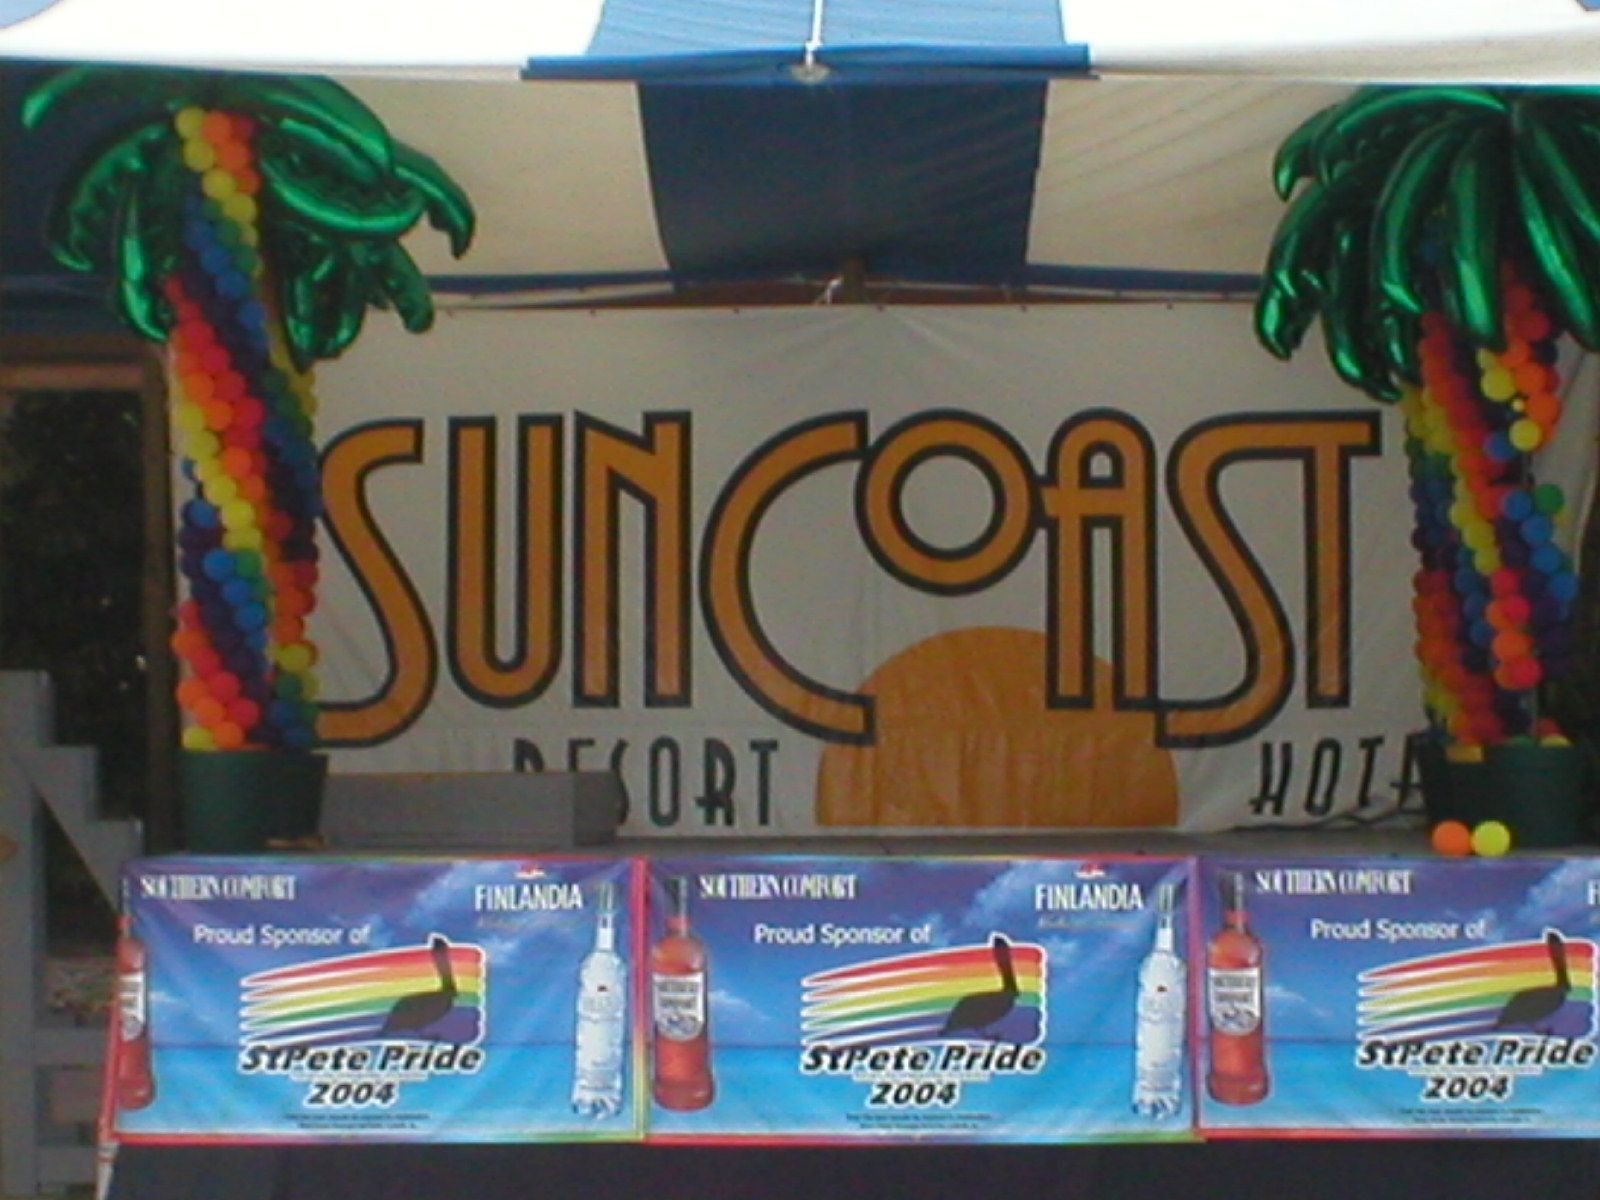 SUNCOAST
RESORT HOTEL
SOUTHERN COMFORT
FINLANDIA
Proud Sponsor of
StPete Pride
2004
SOUTHERN COMFORT
FINLANDIA
Proud Sponsor of
StPete Pride
2004
SOUTHERN COMFORT
Proud Sponsor of
StPete Pride
2004